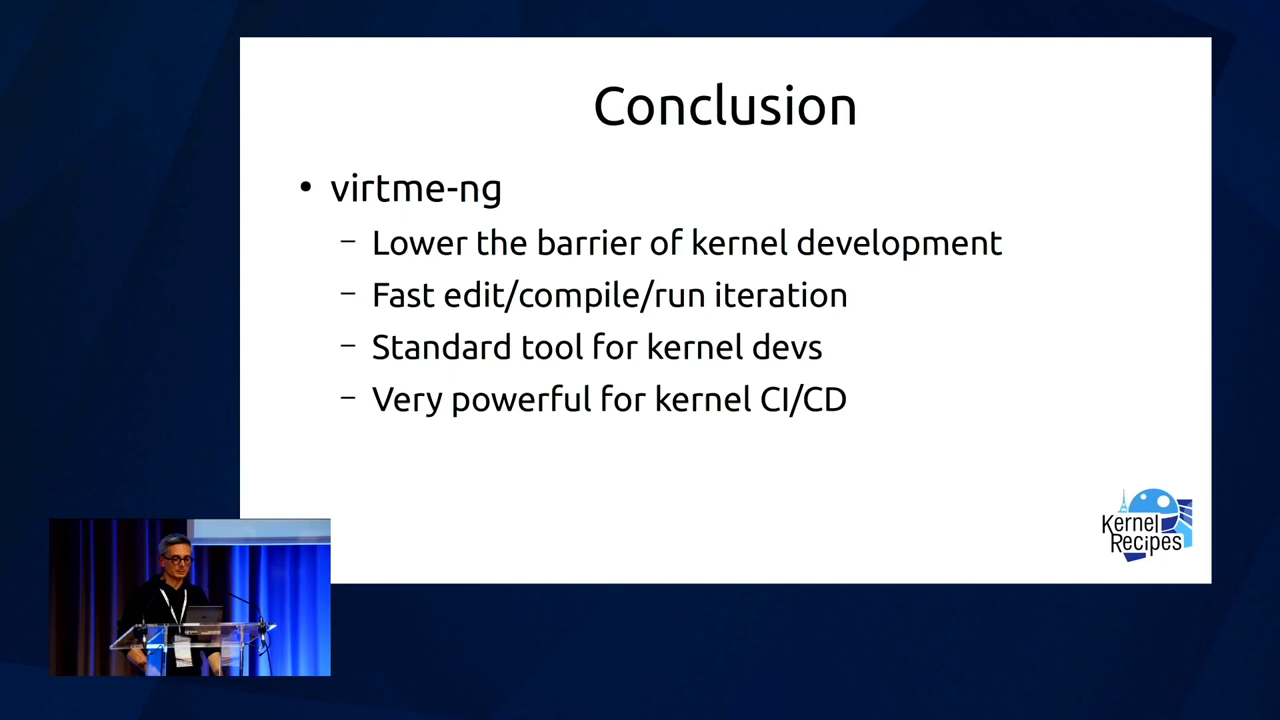 Conclusion
• virtme-ng
– Lower the barrier of kernel development
– Fast edit/compile/run iteration
– Standard tool for kernel devs
– Very powerful for kernel CI/CD
Kernel
Recipes